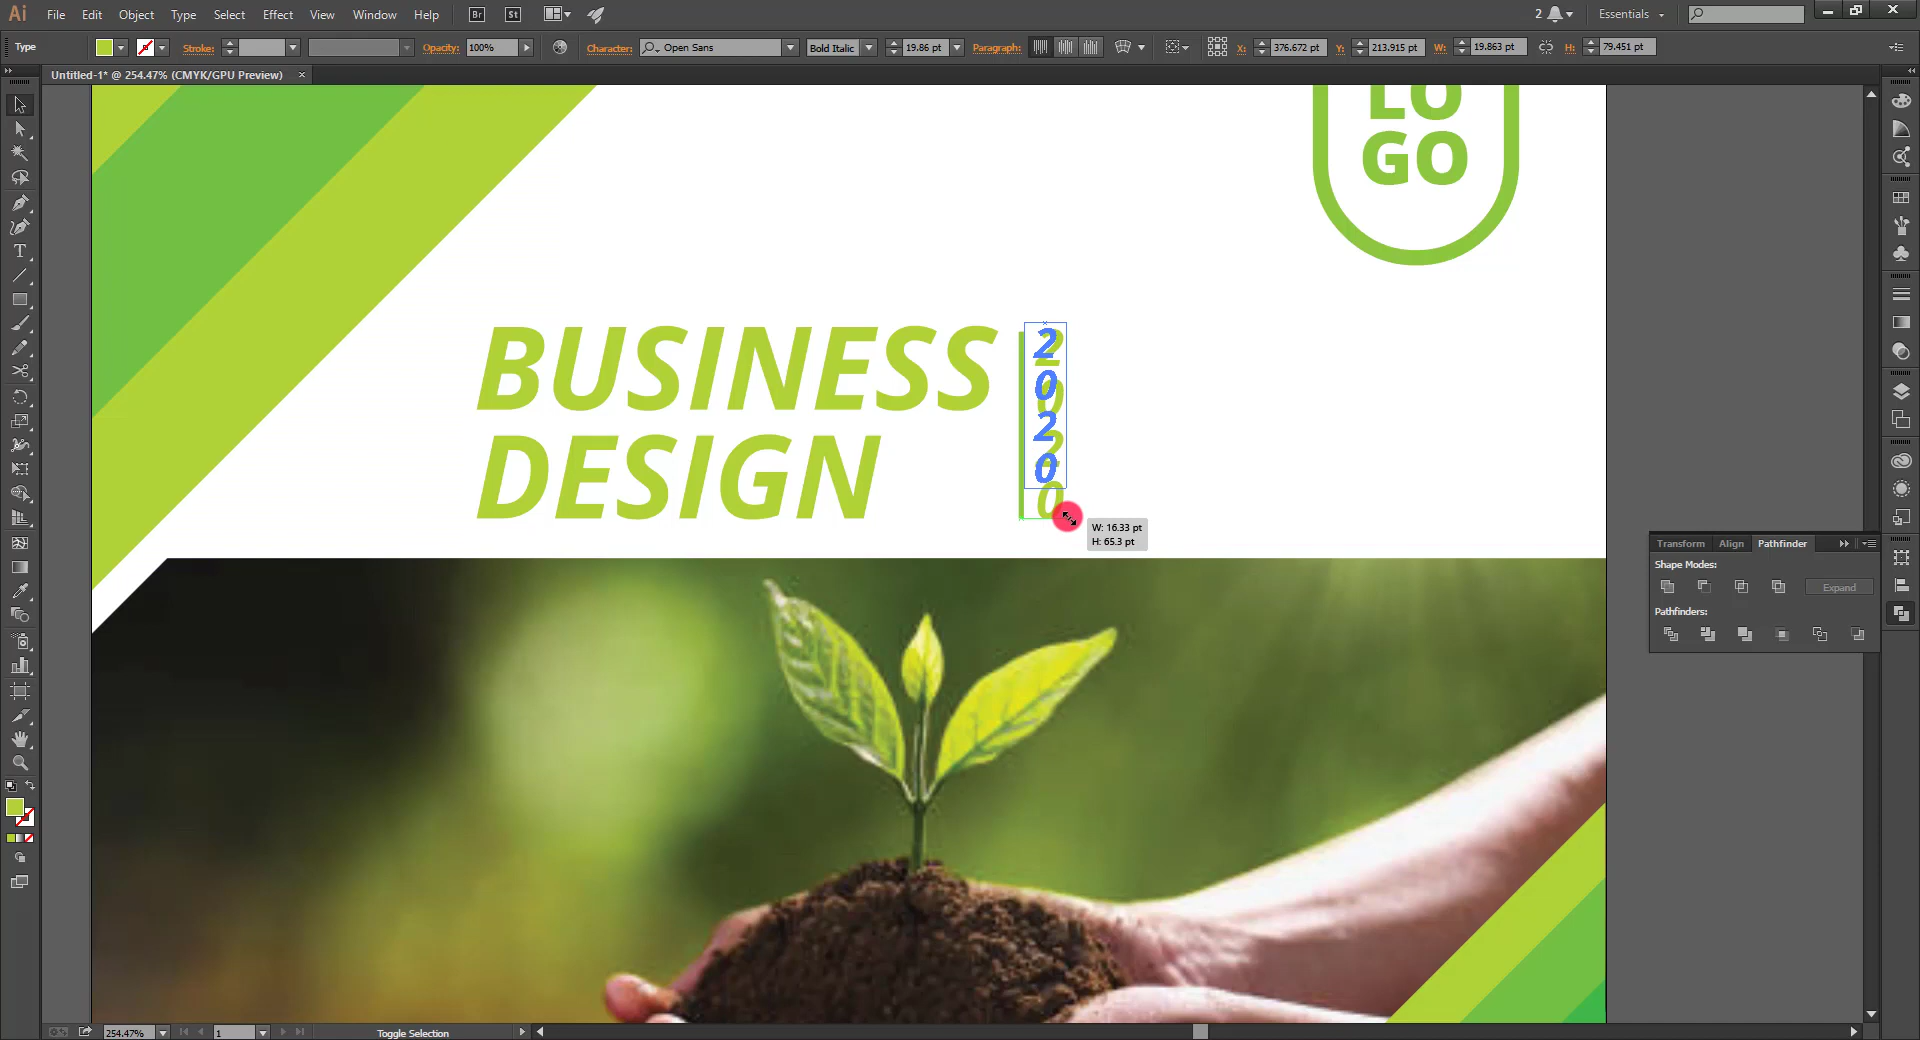 Ai File Edit Object Type Select Effect View Window Help Br St 2 Essentials
Type Stroke: Opacity: 100% Character: Open Sans Bold Italic 19.86 pt Paragraph: X: 376.672 pt Y: 213.915 pt W: 19.863 pt H: 79.451 pt
Untitled-1* @ 254.47% (CMYK/GPU Preview) ×
LO
GO
BUSINESS
DESIGN
2
0
2
0
W: 16.33 pt
H: 65.3 pt
Transform Align Pathfinder
Shape Modes:
Expand
Pathfinders:
254.47% 1 Toggle Selection